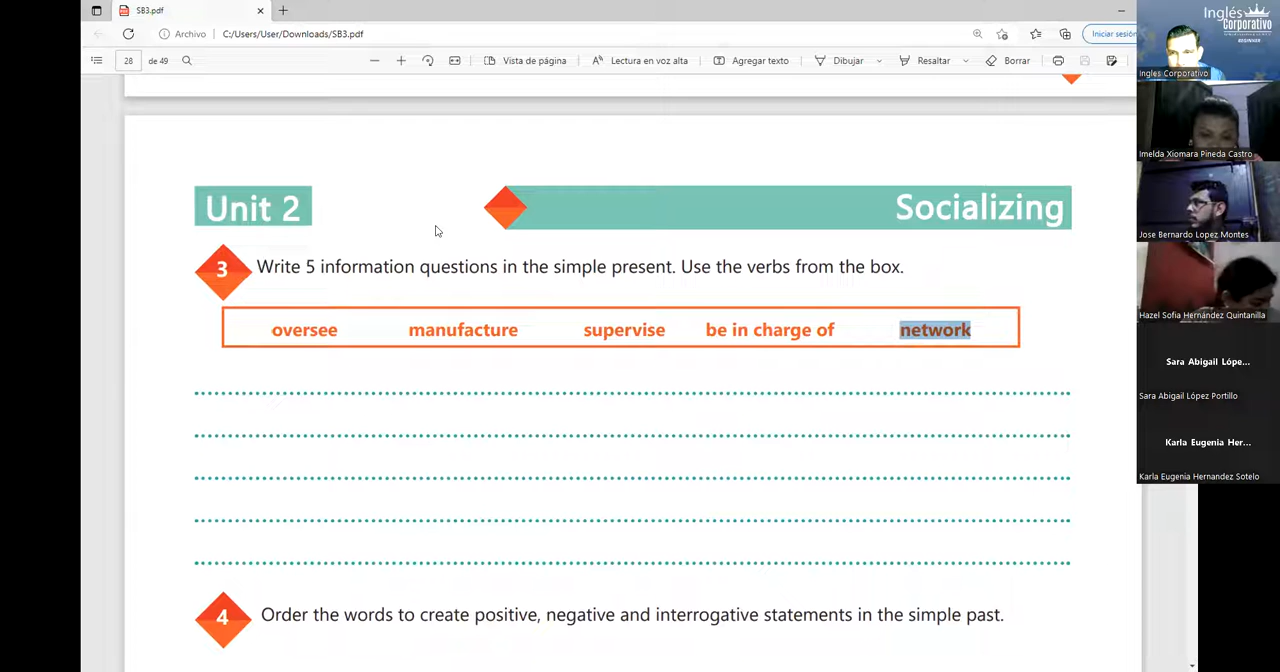 SB3.pdf
Archivo
C:/Users/User/Downloads/SB3.pdf
Iniciar sesión
28 de 49
Vista de página
Lectura en voz alta
Agregar texto
Dibujar
Resaltar
Borrar
Unit 2
Socializing
3 Write 5 information questions in the simple present. Use the verbs from the box.
oversee manufacture supervise be in charge of network
4 Order the words to create positive, negative and interrogative statements in the simple past.
Inglés
Corporativo
BEGINNER
Ingles Corporativo
Imelda Xiomara Pineda Castro
Jose Bernardo Lopez Montes
Hazel Sofia Hernández Quintanilla
Sara Abigail Lópe...
Sara Abigail López Portillo
Karla Eugenia Her...
Karla Eugenia Hernandez Sotelo